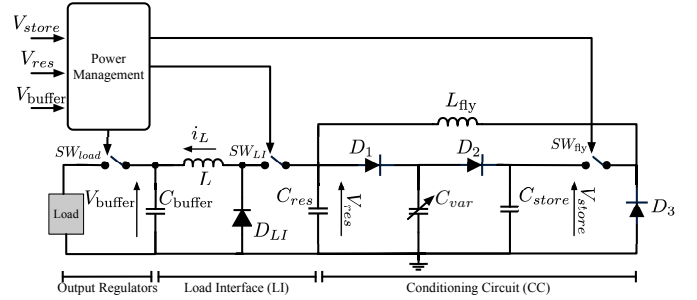 V_store
V_res
V_buffer
Power
Management
L_fly
SW_load
i_L
SW_LI
D_1
D_2
SW_fly
L
V_buffer
C_buffer
D_LI
C_res
V_res
C_var
C_store
V_store
D_3
Load
Output Regulators
Load Interface (LI)
Conditioning Circuit (CC)